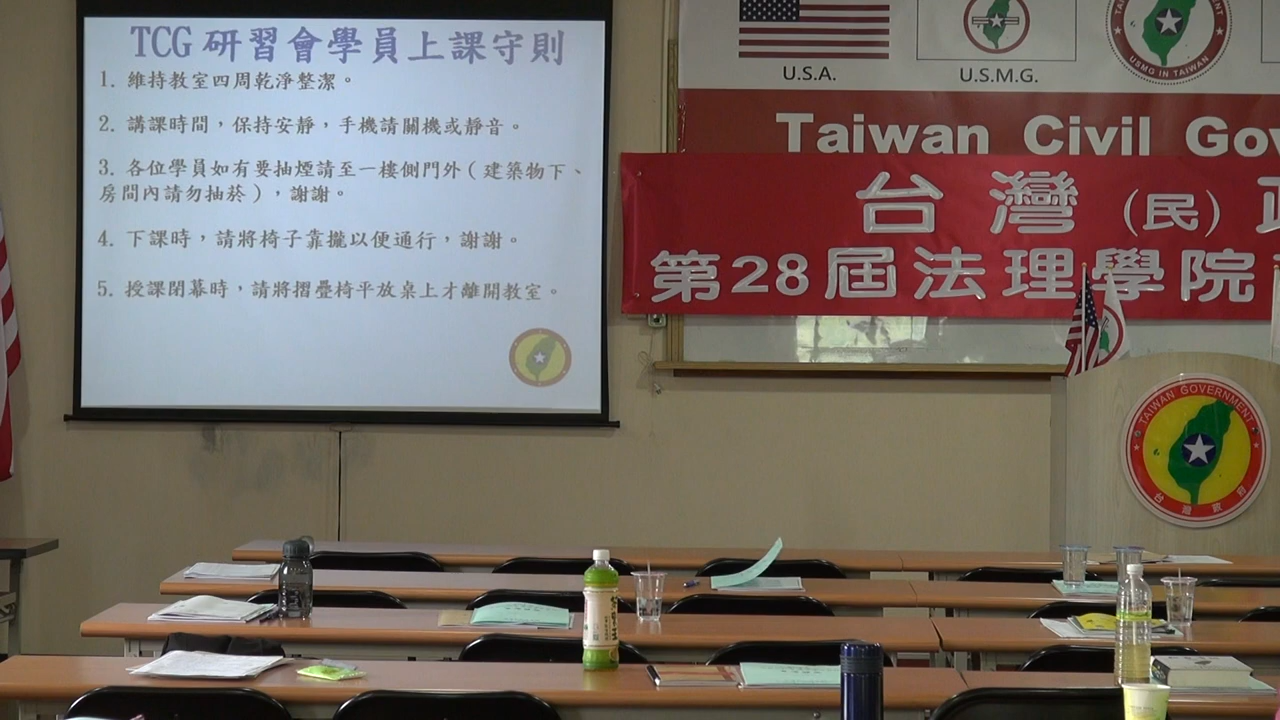 TCG 研習會學員上課守則
1. 維持教室四周乾淨整潔。
2. 講課時間，保持安靜，手機請關機或靜音。
3. 各位學員如有要抽煙請至一樓側門外（建築物下、
房間內請勿抽菸），謝謝。
4. 下課時，請將椅子靠攏以便通行，謝謝。
5. 授課閉幕時，請將摺疊椅平放桌上才離開教室。
U.S.A.
U.S.M.G.
USMG IN TAIWAN
Taiwan Civil Gov
台灣（民）政
第28屆法理學院
TAIWAN GOVERNMENT
台灣政府